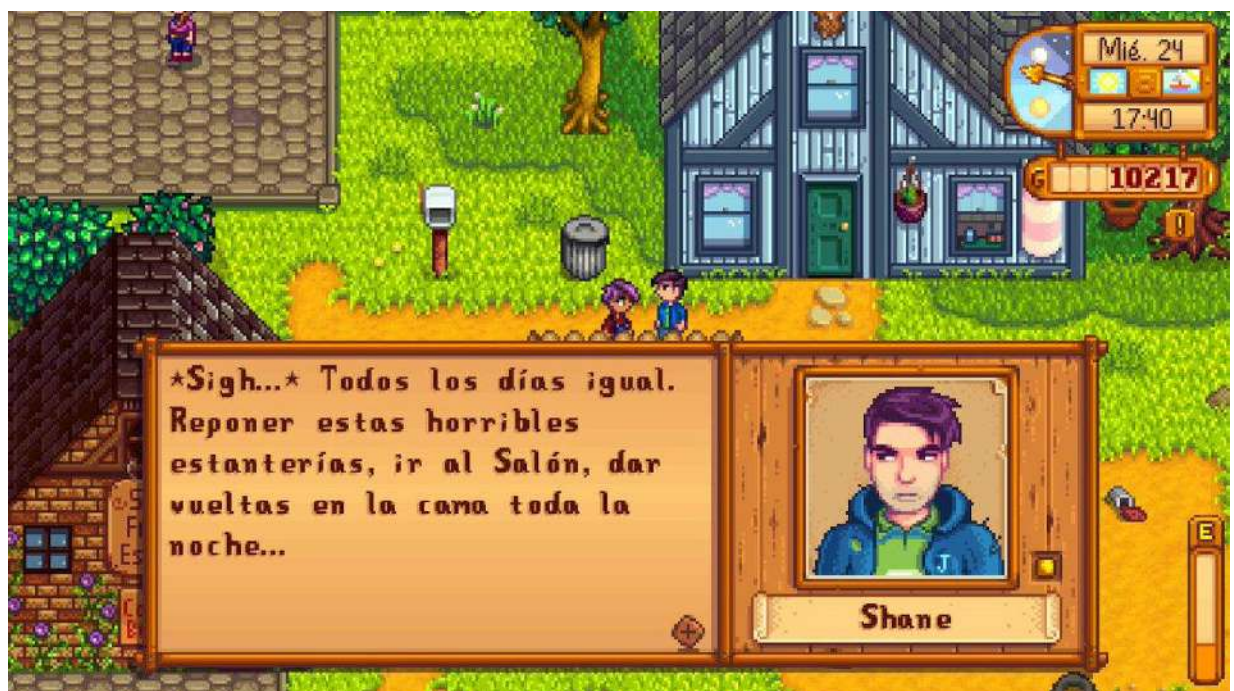 Mié. 24
17:40
G 10217
*Sigh...* Todos los días igual.
Reponer estas horribles
estanterías, ir al Salón, dar
vueltas en la cama toda la
noche...
J
Shane
E